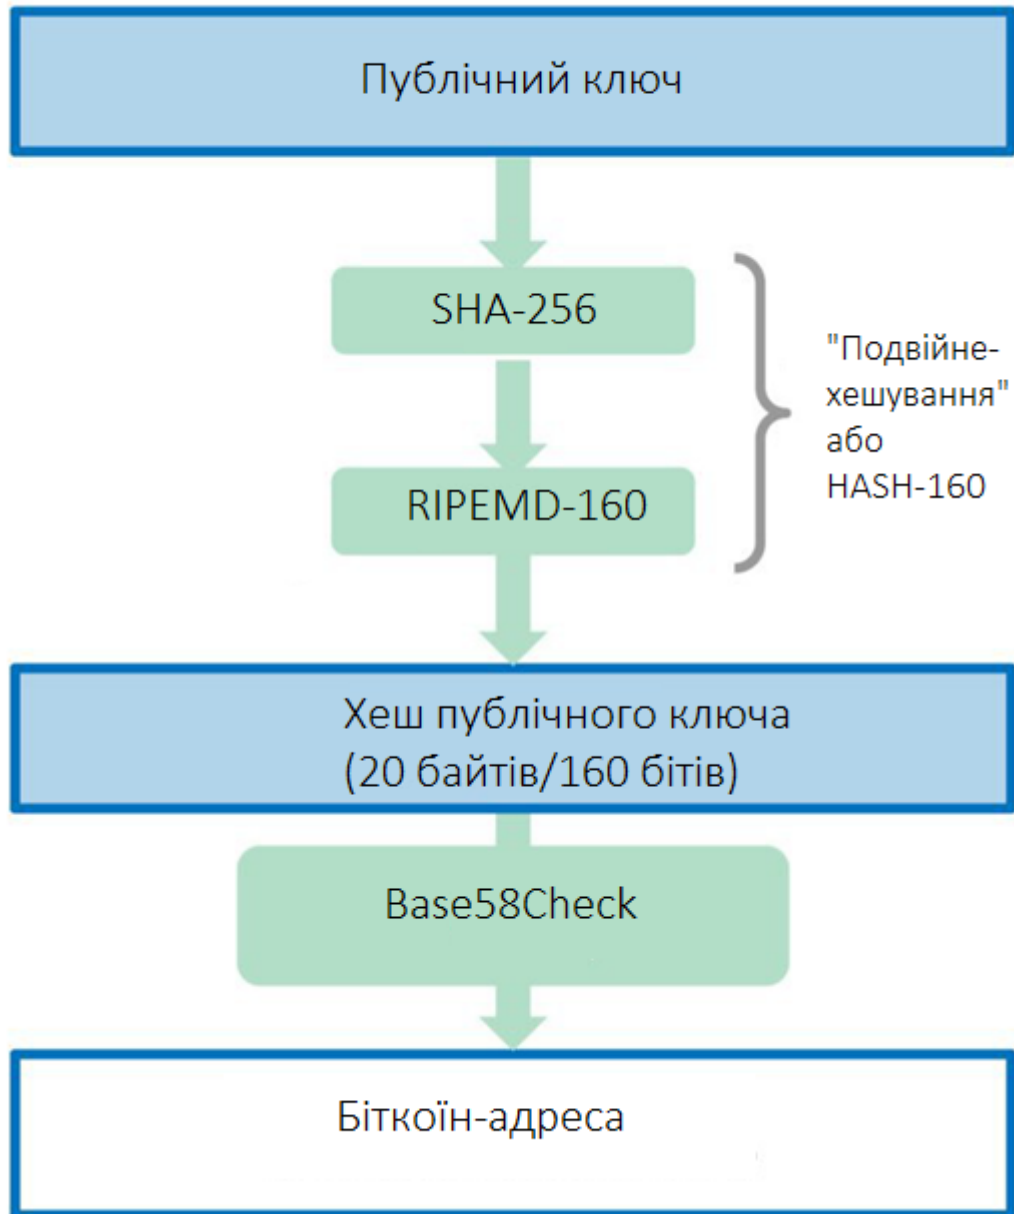 Публічний ключ
SHA-256
"Подвійне-
хешування"
або
HASH-160
RIPEMD-160
Хеш публічного ключа
(20 байтів/160 бітів)
Base58Check
Біткоїн-адреса